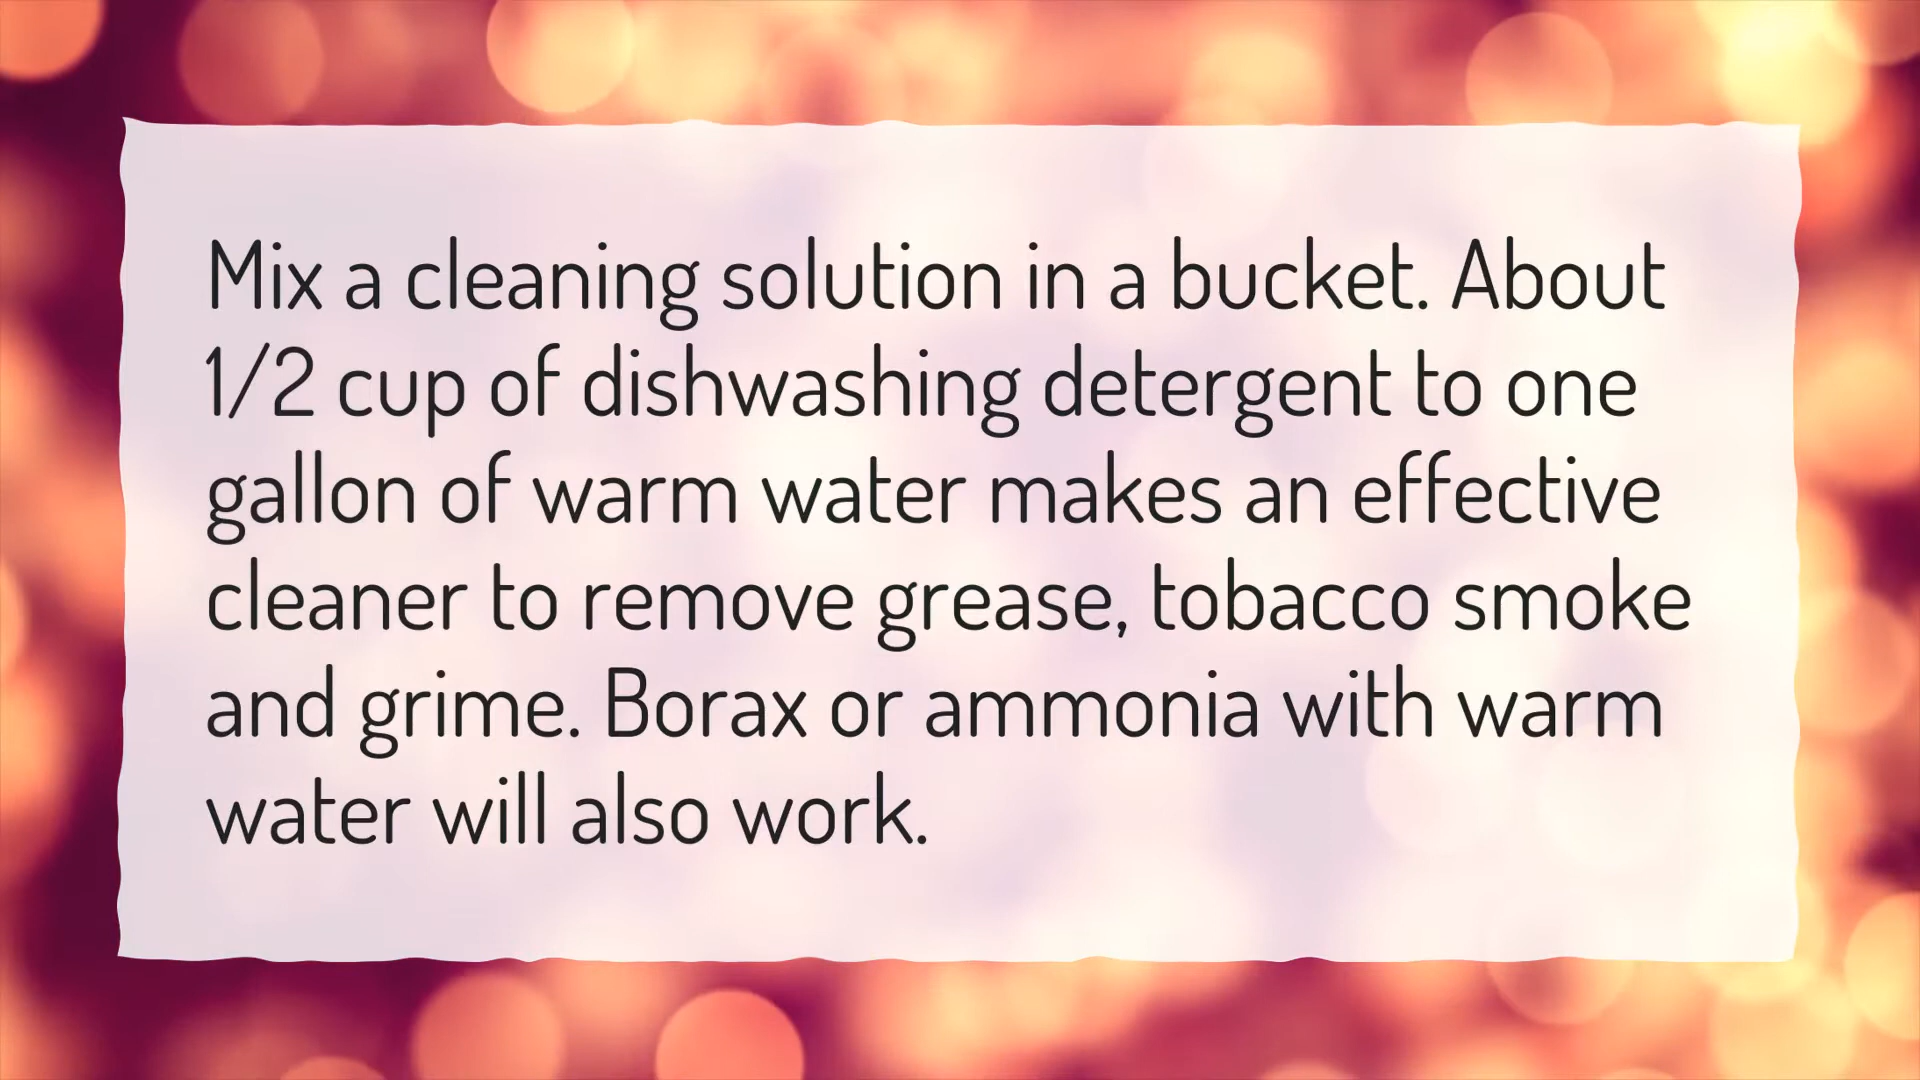 Mix a cleaning solution in a bucket. About
1/2 cup of dishwashing detergent to one
gallon of warm water makes an effective
cleaner to remove grease, tobacco smoke
and grime. Borax or ammonia with warm
water will also work.